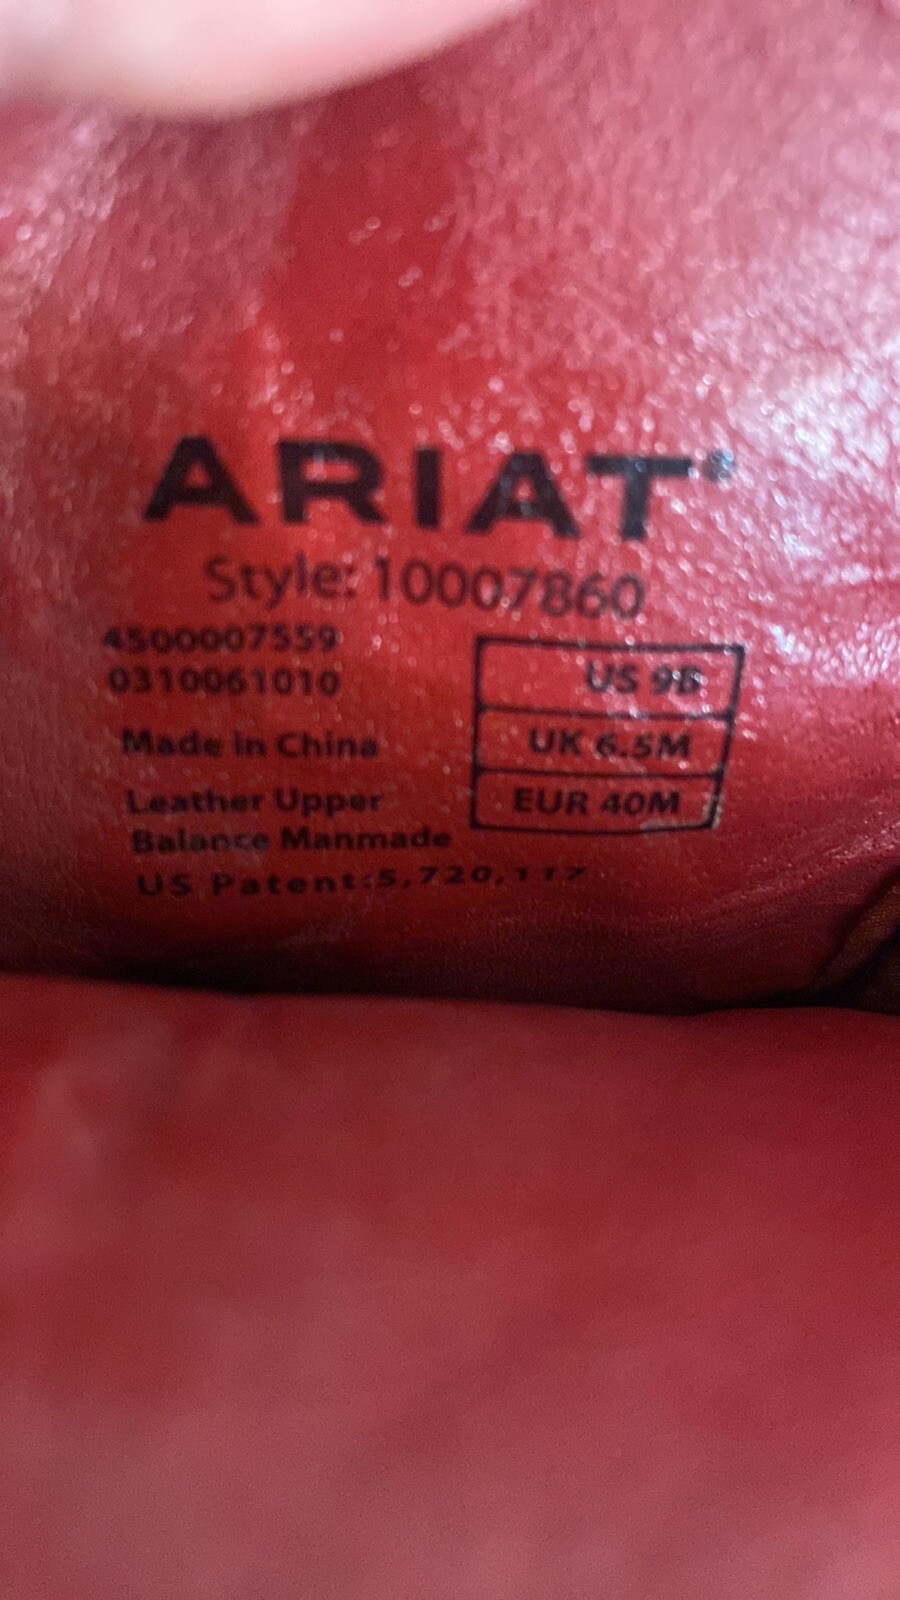 ARIAT®
Style: 10007860
4500007559
0310061010
Made in China
Leather Upper
Balance Manmade
US Patent:5,720,117
US 9B
UK 6.5M
EUR 40M